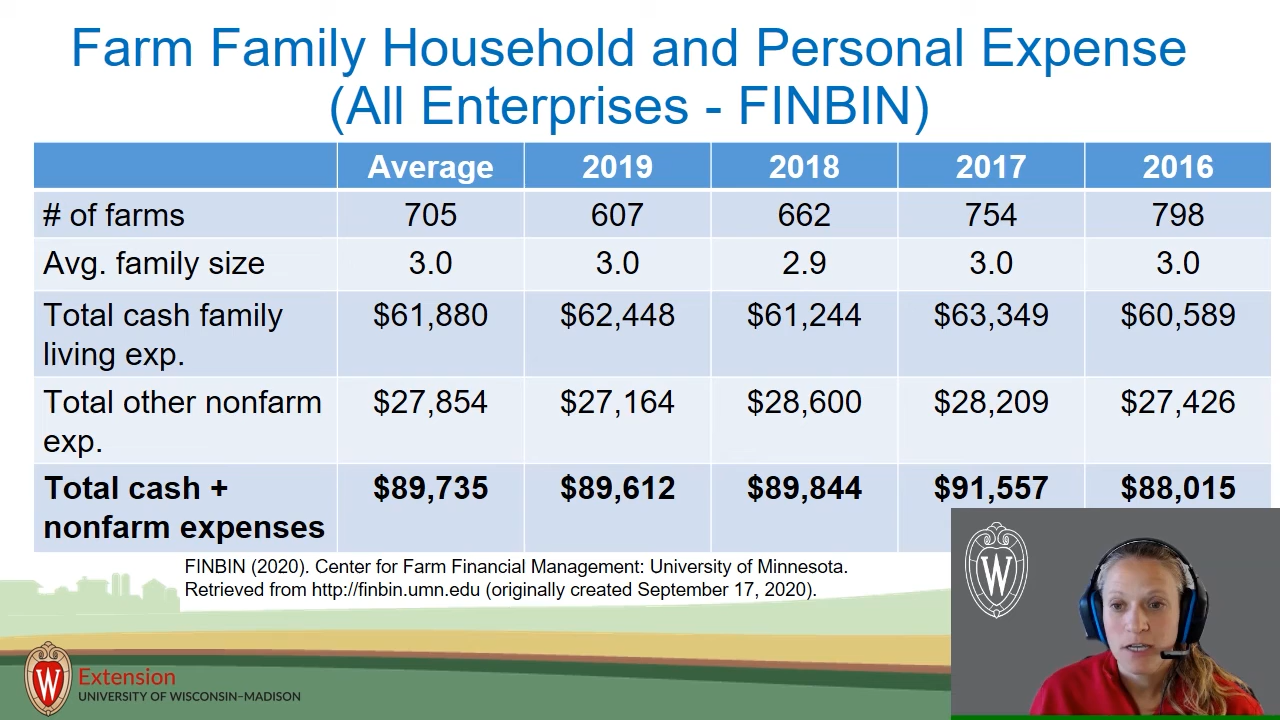 Farm Family Household and Personal Expense
(All Enterprises - FINBIN)
Average 2019 2018 2017 2016
# of farms 705 607 662 754 798
Avg. family size 3.0 3.0 2.9 3.0 3.0
Total cash family living exp. $61,880 $62,448 $61,244 $63,349 $60,589
Total other nonfarm exp. $27,854 $27,164 $28,600 $28,209 $27,426
Total cash + nonfarm expenses $89,735 $89,612 $89,844 $91,557 $88,015
FINBIN (2020). Center for Farm Financial Management: University of Minnesota.
Retrieved from http://finbin.umn.edu (originally created September 17, 2020).
W
W
Extension
UNIVERSITY OF WISCONSIN–MADISON